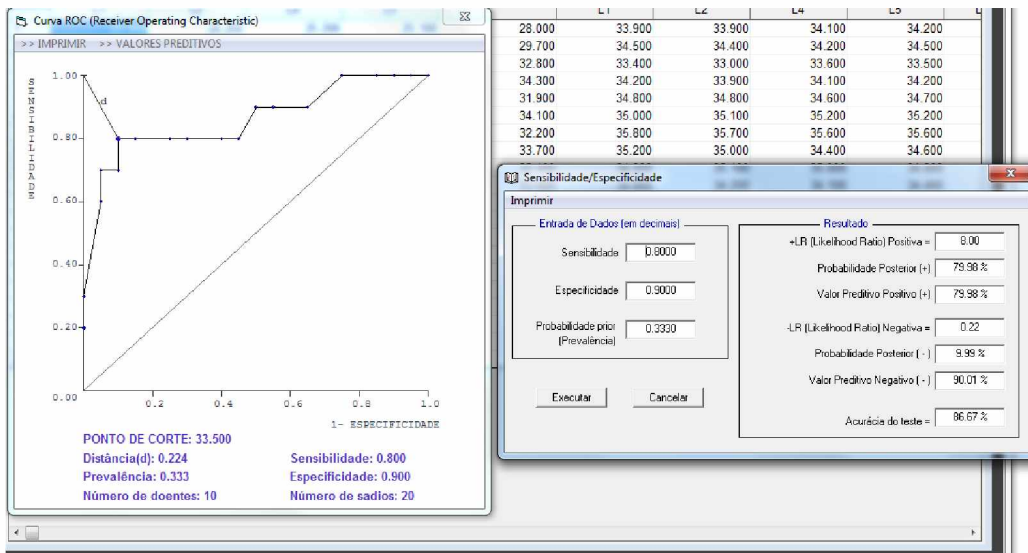 Curva ROC (Receiver Operating Characteristic)
>> IMPRIMIR >> VALORES PREDITIVOS
SENSIBILIDADE
1.00
d
0.80
0.60
0.40
0.20
0.00
0.2 0.4 0.6 0.8 1.0
1- ESPECIFICIDADE
PONTO DE CORTE: 33.500
Distância(d): 0.224 Sensibilidade: 0.800
Prevalência: 0.333 Especificidade: 0.900
Número de doentes: 10 Número de sadios: 20
L1 L2 L4 L5
28.000 33.900 33.900 34.100 34.200
29.700 34.500 34.400 34.200 34.500
32.800 33.400 33.000 33.600 33.500
34.300 34.200 33.900 34.100 34.200
31.900 34.800 34.800 34.600 34.700
34.100 35.000 35.100 35.200 35.200
32.200 35.800 35.700 35.600 35.600
33.700 35.200 35.000 34.400 34.600
Sensibilidade/Especificidade
Imprimir
Entrada de Dados (em decimais)
Sensibilidade 0.8000
Especificidade 0.9000
Probabilidade prior
(Prevalência) 0.3330
Executar Cancelar
Resultado
+LR (Likelihood Ratio) Positiva = 8.00
Probabilidade Posterior (+) 79.98 %
Valor Preditivo Positivo (+) 79.98 %
-LR (Likelihood Ratio) Negativa = 0.22
Probabilidade Posterior ( - ) 9.99 %
Valor Preditivo Negativo ( - ) 90.01 %
Acurácia do teste = 86.67 %